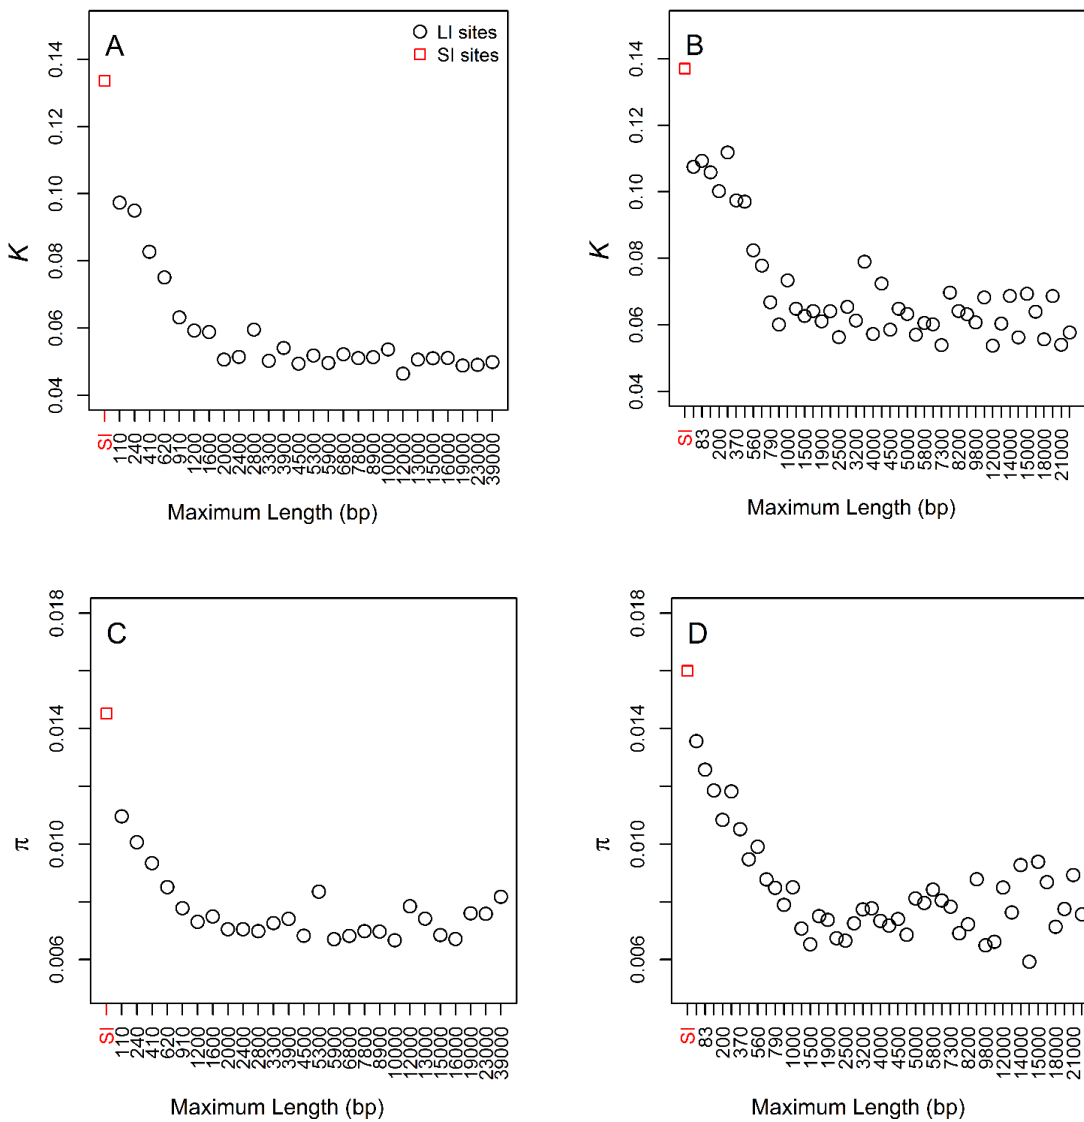 A
LI sites
SI sites
K
0.04 0.06 0.08 0.10 0.12 0.14
SI 110 240 410 620 910 1200 1600 2000 2400 2800 3300 3900 4500 5300 5900 6800 7800 8900 10000 12000 13000 15000 16000 19000 23000 39000
Maximum Length (bp)
B
K
0.04 0.06 0.08 0.10 0.12 0.14
SI 83 200 370 560 790 1000 1500 1900 2500 3200 4000 4500 5000 5800 7300 8200 9800 12000 14000 15000 18000 21000
Maximum Length (bp)
C
π
0.006 0.010 0.014 0.018
SI 110 240 410 620 910 1200 1600 2000 2400 2800 3300 3900 4500 5300 5900 6800 7800 8900 10000 12000 13000 15000 16000 19000 23000 39000
Maximum Length (bp)
D
π
0.006 0.010 0.014 0.018
SI 83 200 370 560 790 1000 1500 1900 2500 3200 4000 4500 5000 5800 7300 8200 9800 12000 14000 15000 18000 21000
Maximum Length (bp)